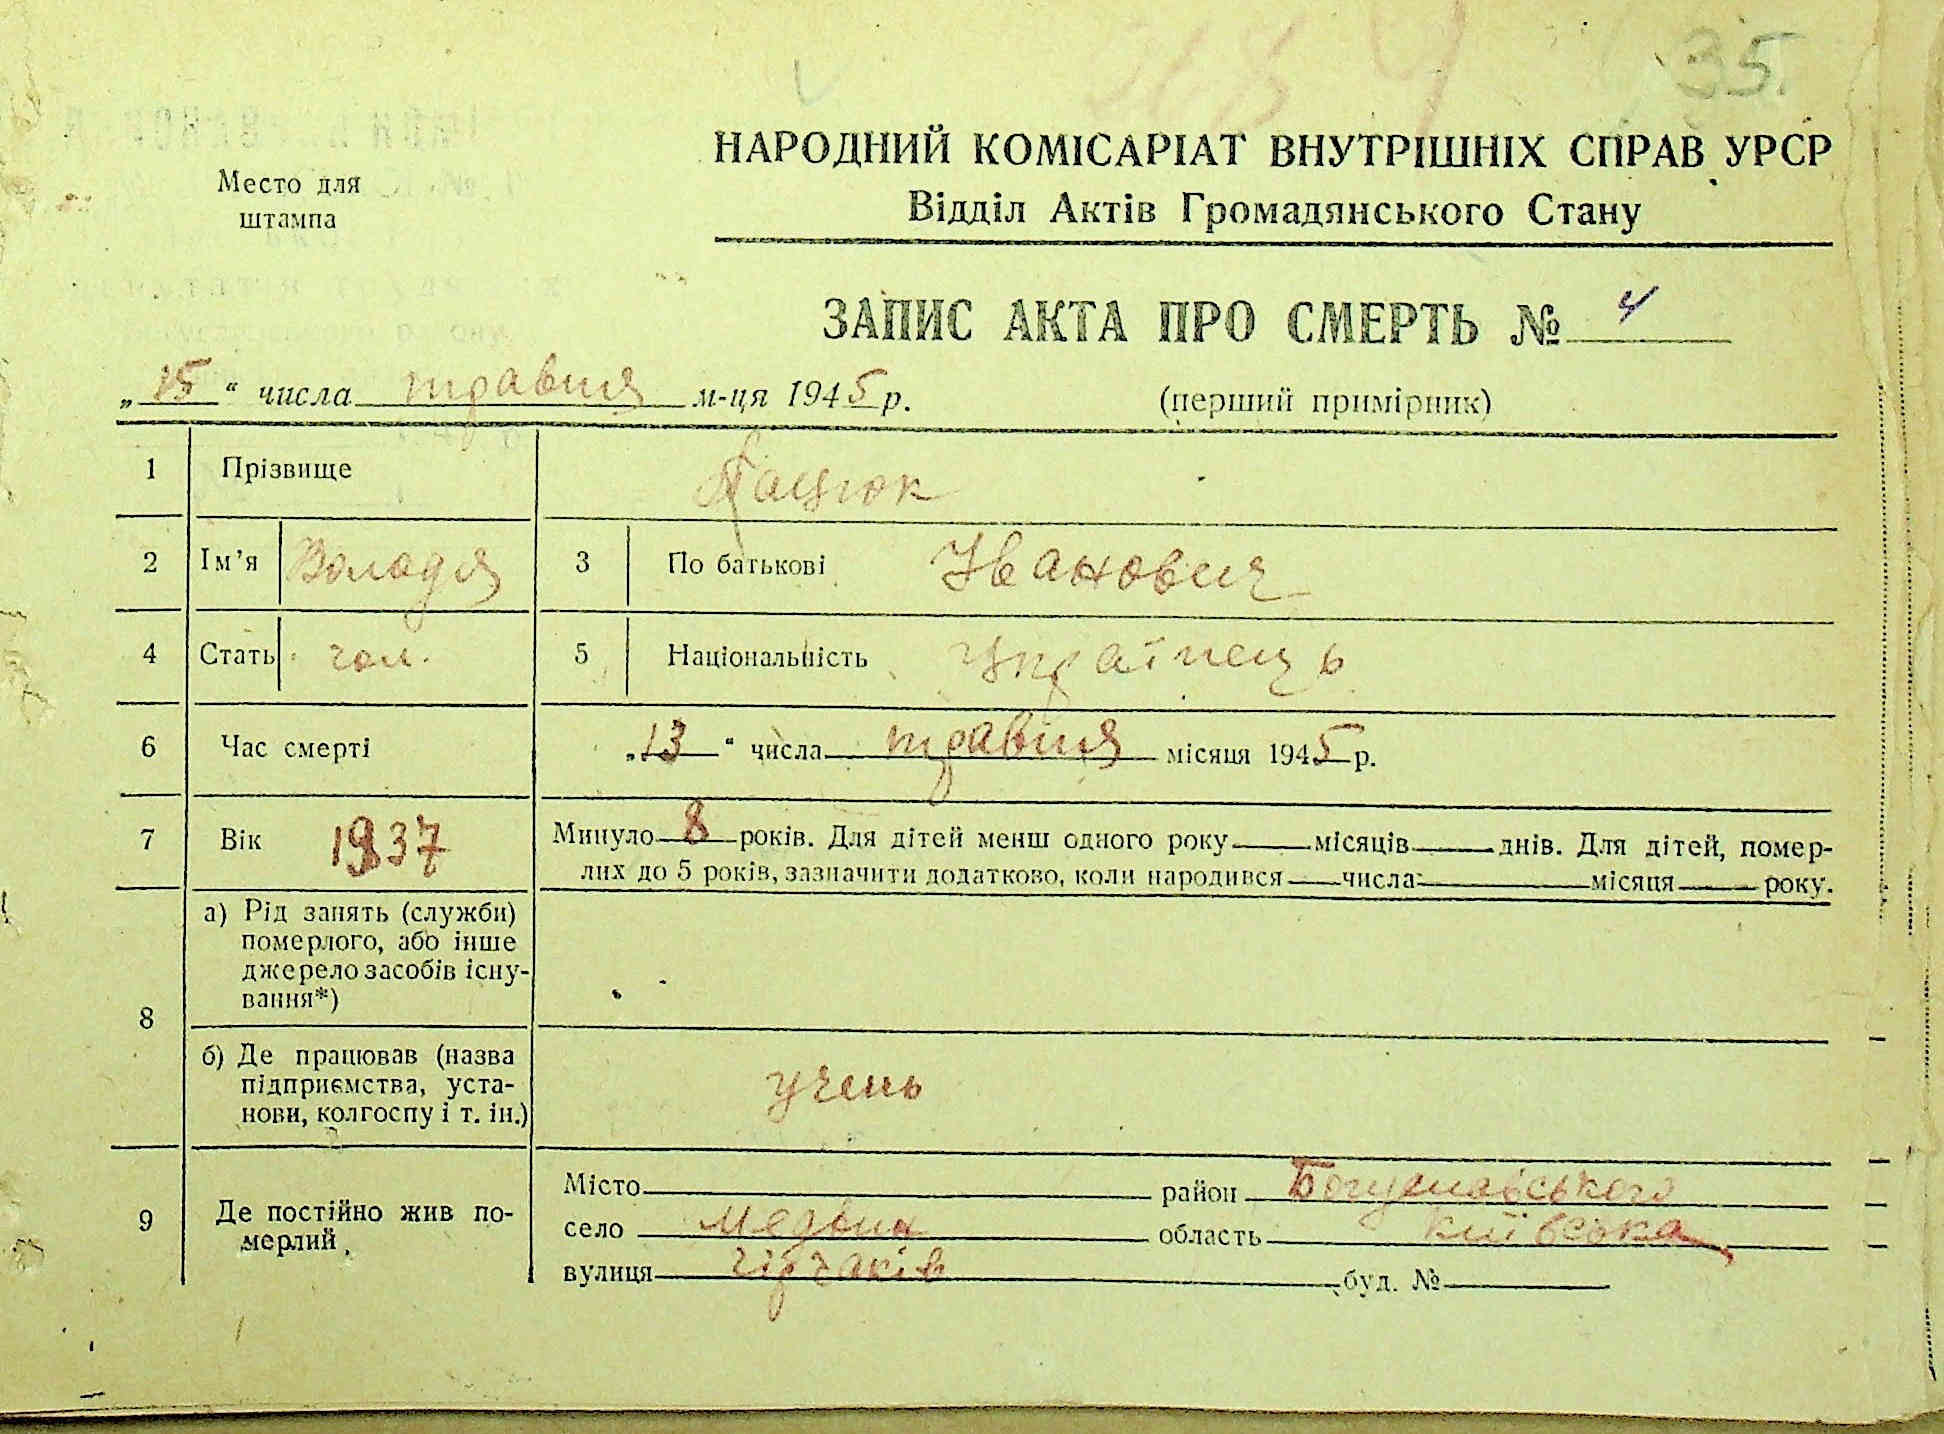 35.
Место для
штампа
НАРОДНИЙ КОМІСАРІАТ ВНУТРІШНІХ СПРАВ УРСР
Відділ Актів Громадянського Стану
ЗАПИС АКТА ПРО СМЕРТЬ № 4
„15“ числа травня м-ця 1945 р.
(перший примірник)
1 Прізвище Пацюк
2 Ім'я Володя 3 По батькові Іванович
4 Стать чол. 5 Національність Українець
6 Час смерті „13“ числа травня місяця 1945 р.
7 Вік 1937 Минуло 8 років. Для дітей менш одного року місяців днів. Для дітей, помер-
лих до 5 років, зазначити додатково, коли народився числа місяця року.
8
а) Рід занять (служби)
померлого, або інше
джерело засобів існу-
вання*)
б) Де працював (назва
підприємства, уста-
нови, колгоспу і т. ін.)
учень
9 Де постійно жив по-
мерлий
Місто район Богуславського
село Медвин область Київська
вулиця буд. №